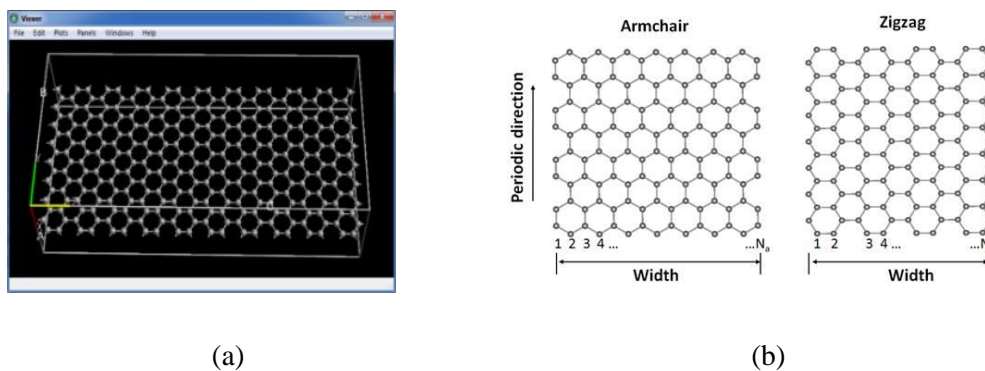 Viewer
File Edit Plots Panels Windows Help
Armchair
Zigzag
Periodic direction
1 2 3 4 ... ...Nₐ
1 2 3 4 ... ...N
Width
Width
(a)
(b)